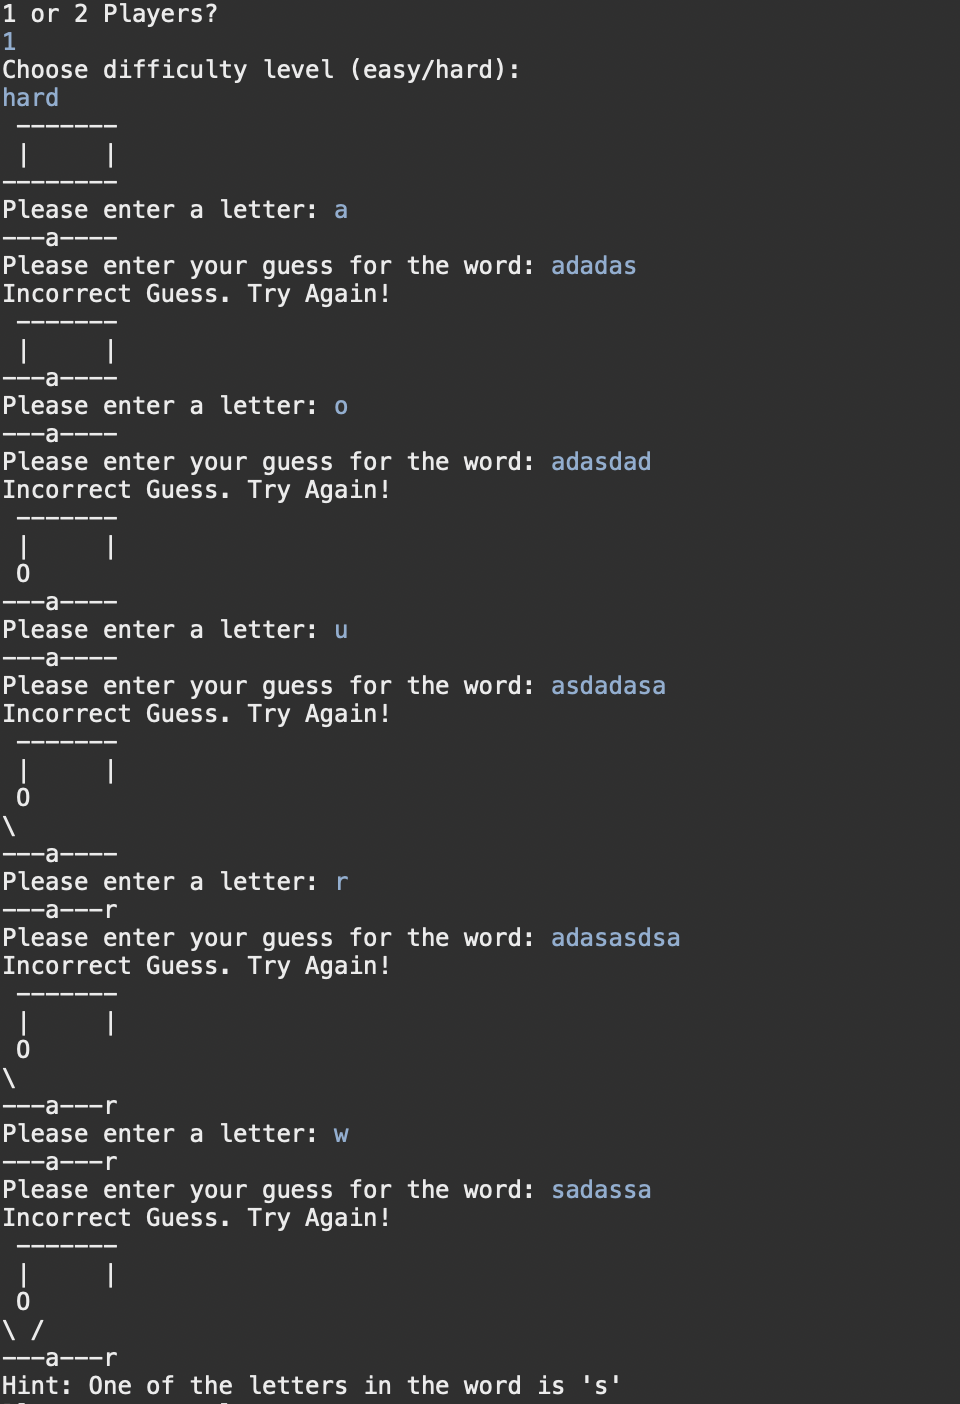 1 or 2 Players?
1
Choose difficulty level (easy/hard):
hard
 -------
 |     |
--------
Please enter a letter: a
---a----
Please enter your guess for the word: adadas
Incorrect Guess. Try Again!
 -------
 |     |
---a----
Please enter a letter: o
---a----
Please enter your guess for the word: adasdad
Incorrect Guess. Try Again!
 -------
 |     |
 O
---a----
Please enter a letter: u
---a----
Please enter your guess for the word: asdadasa
Incorrect Guess. Try Again!
 -------
 |     |
 O
\
---a----
Please enter a letter: r
---a---r
Please enter your guess for the word: adasasdsa
Incorrect Guess. Try Again!
 -------
 |     |
 O
\
---a---r
Please enter a letter: w
---a---r
Please enter your guess for the word: sadassa
Incorrect Guess. Try Again!
 -------
 |     |
 O
\ /
---a---r
Hint: One of the letters in the word is 's'